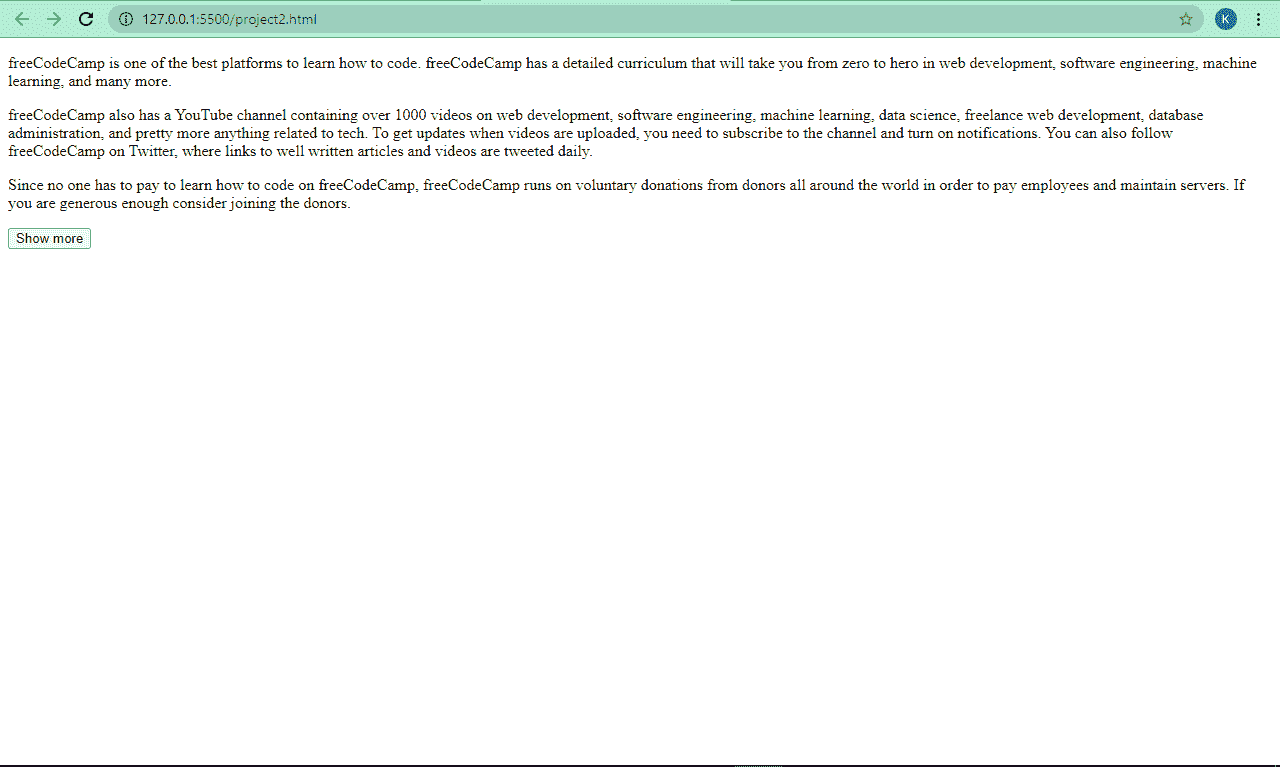 127.0.0.1:5500/project2.html
K
freeCodeCamp is one of the best platforms to learn how to code. freeCodeCamp has a detailed curriculum that will take you from zero to hero in web development, software engineering, machine
learning, and many more.
freeCodeCamp also has a YouTube channel containing over 1000 videos on web development, software engineering, machine learning, data science, freelance web development, database
administration, and pretty more anything related to tech. To get updates when videos are uploaded, you need to subscribe to the channel and turn on notifications. You can also follow
freeCodeCamp on Twitter, where links to well written articles and videos are tweeted daily.
Since no one has to pay to learn how to code on freeCodeCamp, freeCodeCamp runs on voluntary donations from donors all around the world in order to pay employees and maintain servers. If
you are generous enough consider joining the donors.
Show more